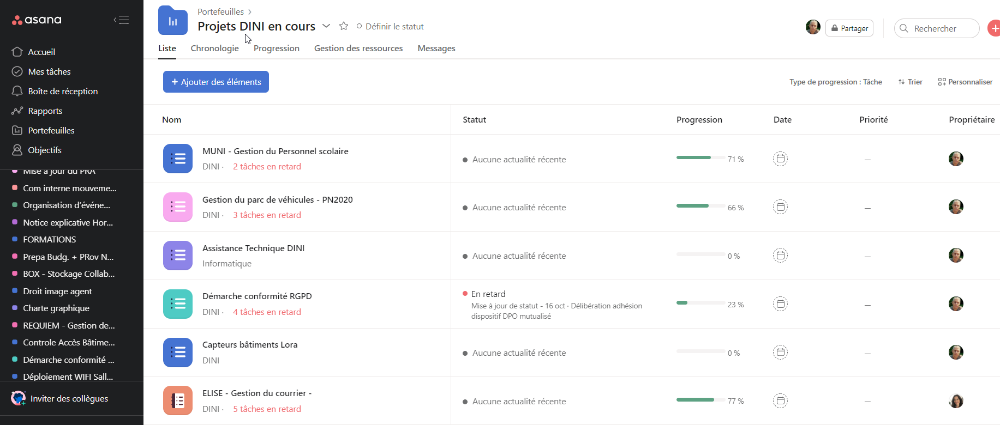 asana
Accueil
Mes tâches
Boîte de réception
Rapports
Portefeuilles
Objectifs
Mise à jour du PRA
Com interne mouveme...
Organisation d'événe...
Notice explicative Hor...
FORMATIONS
Prepa Budg. + PRov N...
BOX - Stockage Collab...
Droit image agent
Charte graphique
REQUIEM - Gestion de...
Controle Accès Bâtime...
Démarche conformité ...
Déploiement WIFI Sall...
Inviter des collègues
Portefeuilles
Projets DINI en cours
Définir le statut
Partager
Rechercher
Liste Chronologie Progression Gestion des ressources Messages
+ Ajouter des éléments
Type de progression : Tâche Trier Personnaliser
Nom Statut Progression Date Priorité Propriétaire
MUNI - Gestion du Personnel scolaire
DINI · 2 tâches en retard
Aucune actualité récente
71 %
—
Gestion du parc de véhicules - PN2020
DINI · 3 tâches en retard
Aucune actualité récente
66 %
—
Assistance Technique DINI
Informatique
Aucune actualité récente
0 %
—
Démarche conformité RGPD
DINI · 4 tâches en retard
En retard
Mise à jour de statut - 16 oct · Délibération adhésion
dispositif DPO mutualisé
23 %
—
Capteurs bâtiments Lora
DINI
Aucune actualité récente
0 %
—
ELISE - Gestion du courrier -
DINI · 5 tâches en retard
Aucune actualité récente
77 %
—